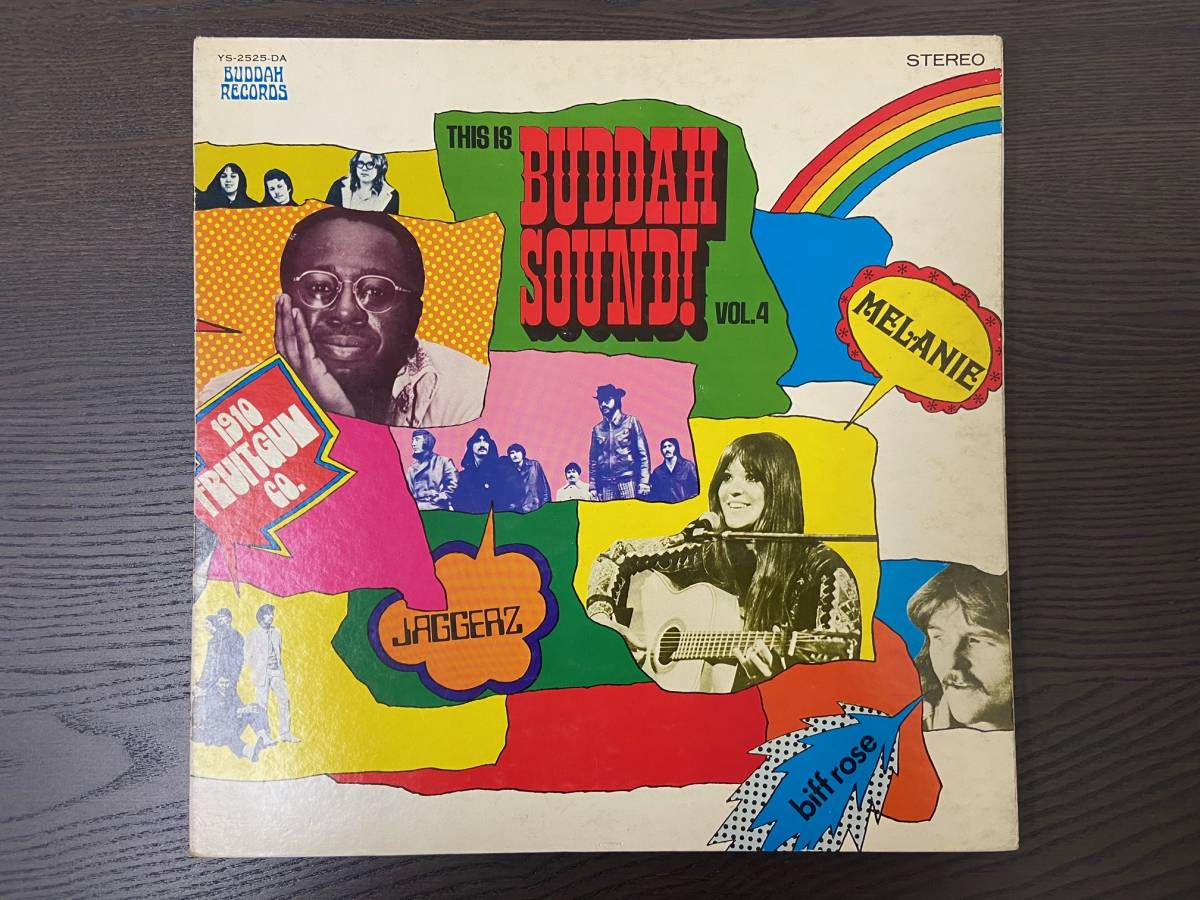 YS-2525-DA
BUDDAH
RECORDS
STEREO
THIS IS
BUDDAH
SOUND!
VOL.4
MELANIE
1910
FRUITGUM
CO.
JAGGERZ
biff rose